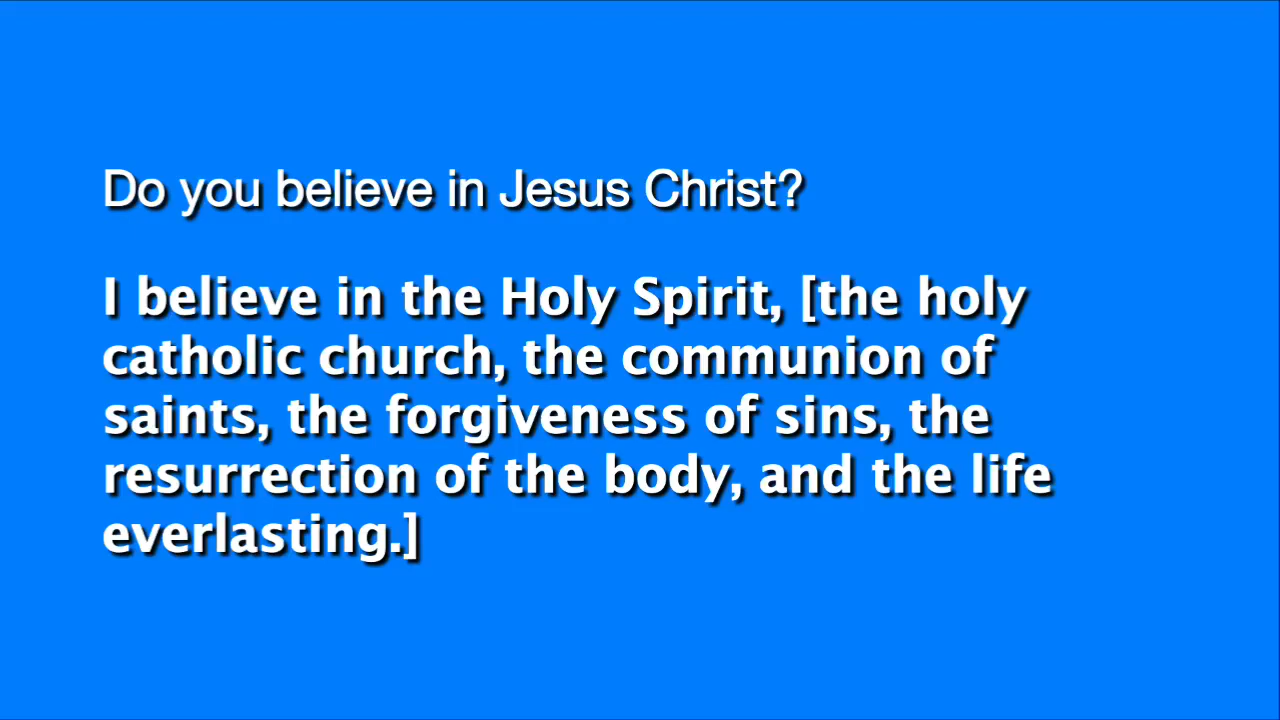 Do you believe in Jesus Christ?
I believe in the Holy Spirit, [the holy
catholic church, the communion of
saints, the forgiveness of sins, the
resurrection of the body, and the life
everlasting.]